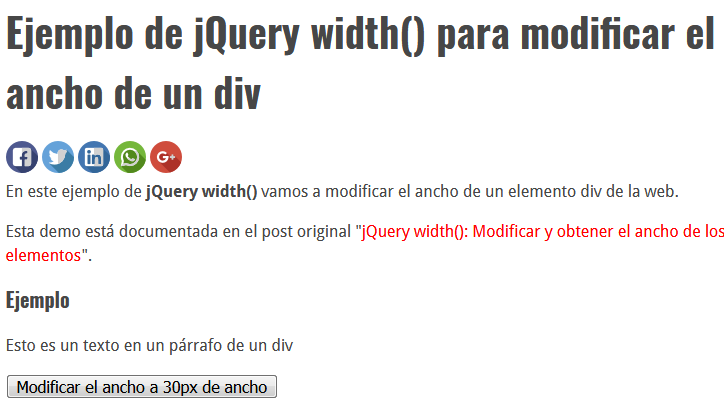 Ejemplo de jQuery width() para modificar el
ancho de un div
En este ejemplo de jQuery width() vamos a modificar el ancho de un elemento div de la web.
Esta demo está documentada en el post original "jQuery width(): Modificar y obtener el ancho de los
elementos".
Ejemplo
Esto es un texto en un párrafo de un div
Modificar el ancho a 30px de ancho